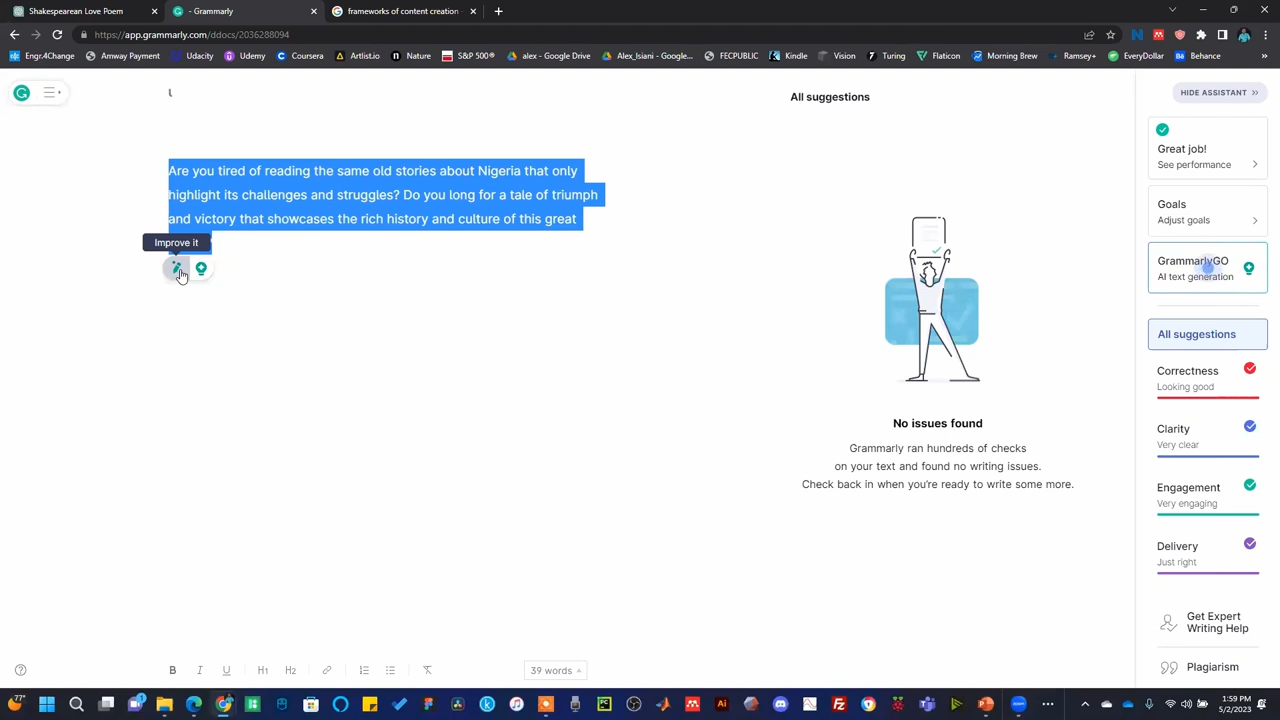 Shakespearean Love Poem
- Grammarly
frameworks of content creation
https://app.grammarly.com/ddocs/2036288094
Engr.4Change
Amway Payment
Udacity
Udemy
Coursera
Artlist.io
Nature
S&P 500®
alex - Google Drive
Alex_Isiani - Google...
FECPUBLIC
Kindle
Vision
Turing
Flaticon
Morning Brew
Ramsey+
EveryDollar
Behance
All suggestions
HIDE ASSISTANT
Are you tired of reading the same old stories about Nigeria that only
highlight its challenges and struggles? Do you long for a tale of triumph
and victory that showcases the rich history and culture of this great
Improve it
No issues found
Grammarly ran hundreds of checks
on your text and found no writing issues.
Check back in when you're ready to write some more.
Great job!
See performance
Goals
Adjust goals
GrammarlyGO
AI text generation
All suggestions
Correctness
Looking good
Clarity
Very clear
Engagement
Very engaging
Delivery
Just right
Get Expert
Writing Help
Plagiarism
B I U H1 H2
39 words
77°
1:59 PM
5/2/2023